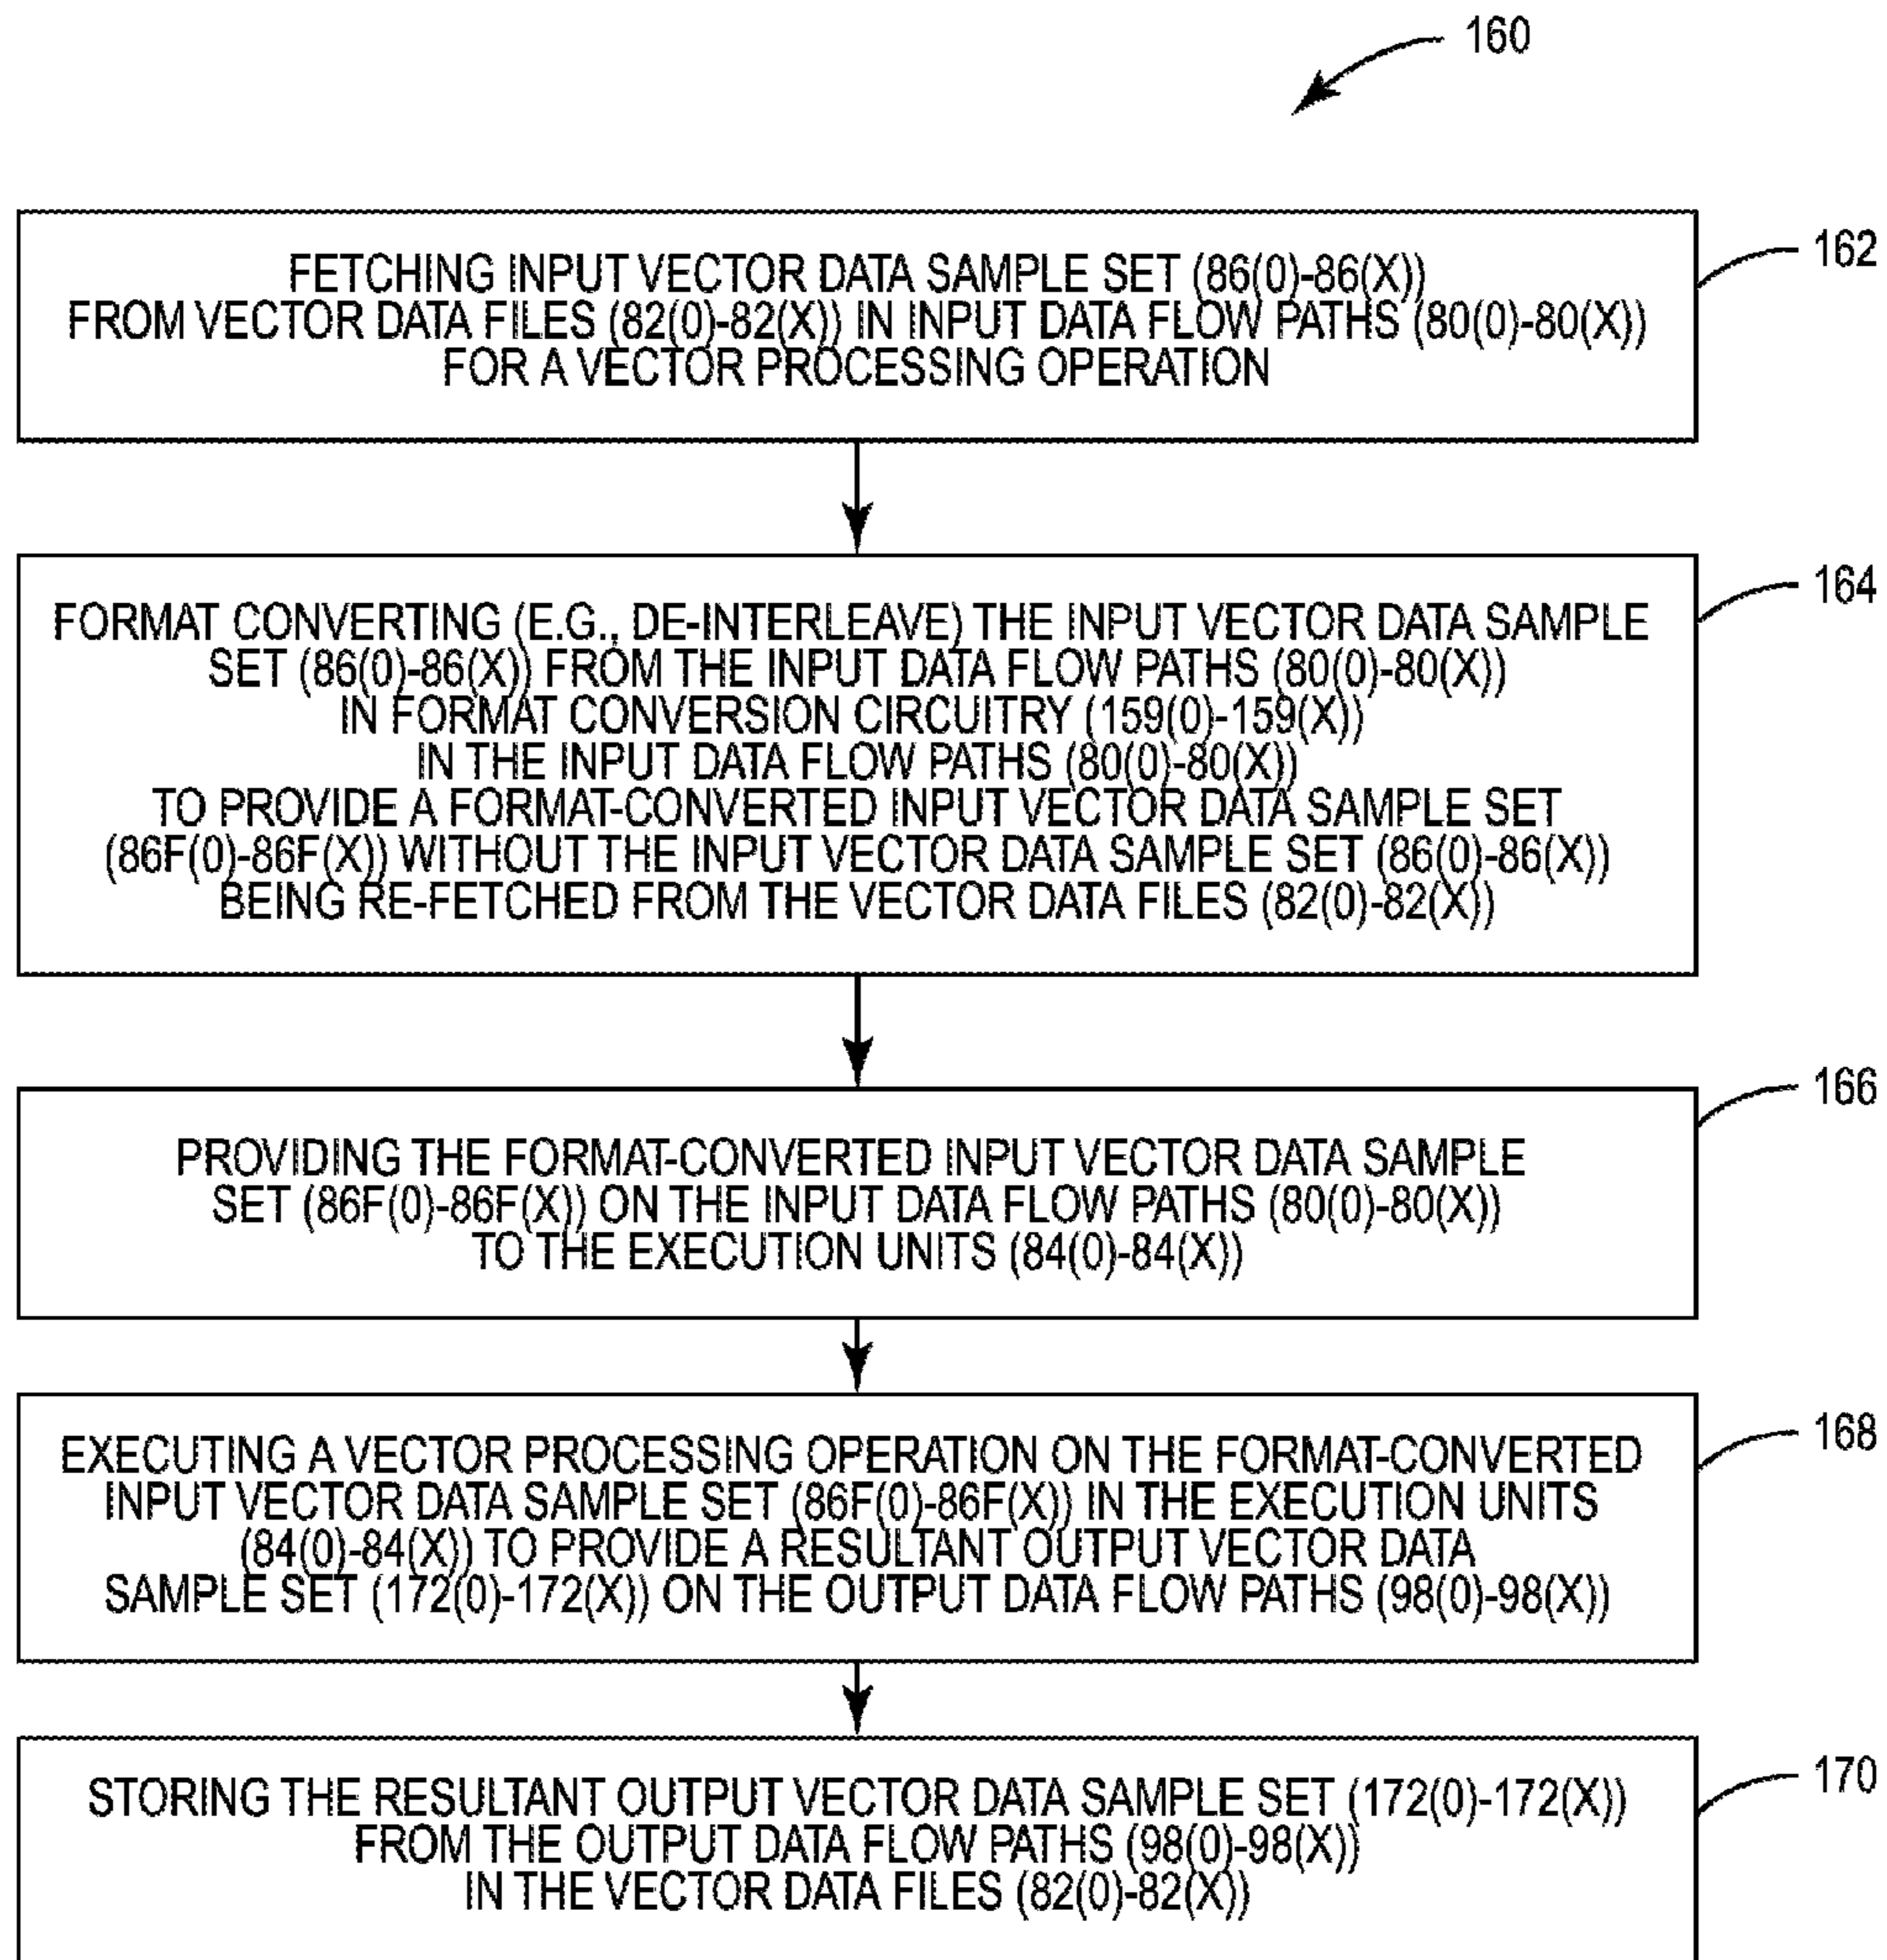 160
FETCHING INPUT VECTOR DATA SAMPLE SET (86(0)-86(X))
FROM VECTOR DATA FILES (82(0)-82(X)) IN INPUT DATA FLOW PATHS (80(0)-80(X))
FOR A VECTOR PROCESSING OPERATION
162
FORMAT CONVERTING (E.G., DE-INTERLEAVE) THE INPUT VECTOR DATA SAMPLE
SET (86(0)-86(X)) FROM THE INPUT DATA FLOW PATHS (80(0)-80(X))
IN FORMAT CONVERSION CIRCUITRY (159(0)-159(X))
IN THE INPUT DATA FLOW PATHS (80(0)-80(X))
TO PROVIDE A FORMAT-CONVERTED INPUT VECTOR DATA SAMPLE SET
(86F(0)-86F(X)) WITHOUT THE INPUT VECTOR DATA SAMPLE SET (86(0)-86(X))
BEING RE-FETCHED FROM THE VECTOR DATA FILES (82(0)-82(X))
164
PROVIDING THE FORMAT-CONVERTED INPUT VECTOR DATA SAMPLE
SET (86F(0)-86F(X)) ON THE INPUT DATA FLOW PATHS (80(0)-80(X))
TO THE EXECUTION UNITS (84(0)-84(X))
166
EXECUTING A VECTOR PROCESSING OPERATION ON THE FORMAT-CONVERTED
INPUT VECTOR DATA SAMPLE SET (86F(0)-86F(X)) IN THE EXECUTION UNITS
(84(0)-84(X)) TO PROVIDE A RESULTANT OUTPUT VECTOR DATA
SAMPLE SET (172(0)-172(X)) ON THE OUTPUT DATA FLOW PATHS (98(0)-98(X))
168
STORING THE RESULTANT OUTPUT VECTOR DATA SAMPLE SET (172(0)-172(X))
FROM THE OUTPUT DATA FLOW PATHS (98(0)-98(X))
IN THE VECTOR DATA FILES (82(0)-82(X))
170